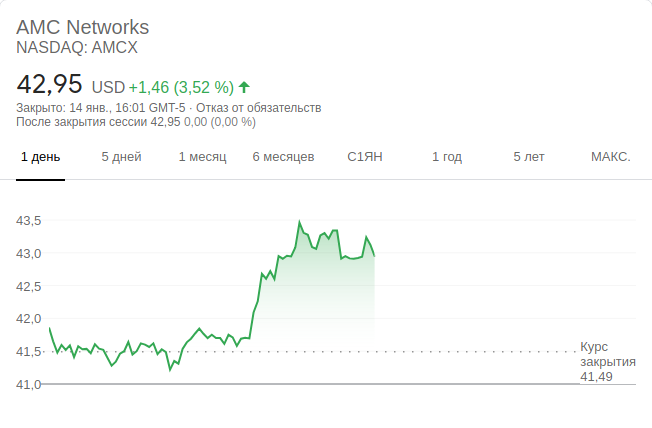 AMC Networks
NASDAQ: AMCX
42,95 USD +1,46 (3,52 %)
Закрыто: 14 янв., 16:01 GMT-5 · Отказ от обязательств
После закрытия сессии 42,95 0,00 (0,00 %)
1 день 5 дней 1 месяц 6 месяцев С1ЯН 1 год 5 лет МАКС.
43,5
43,0
42,5
42,0
41,5
41,0
Курс
закрытия
41,49